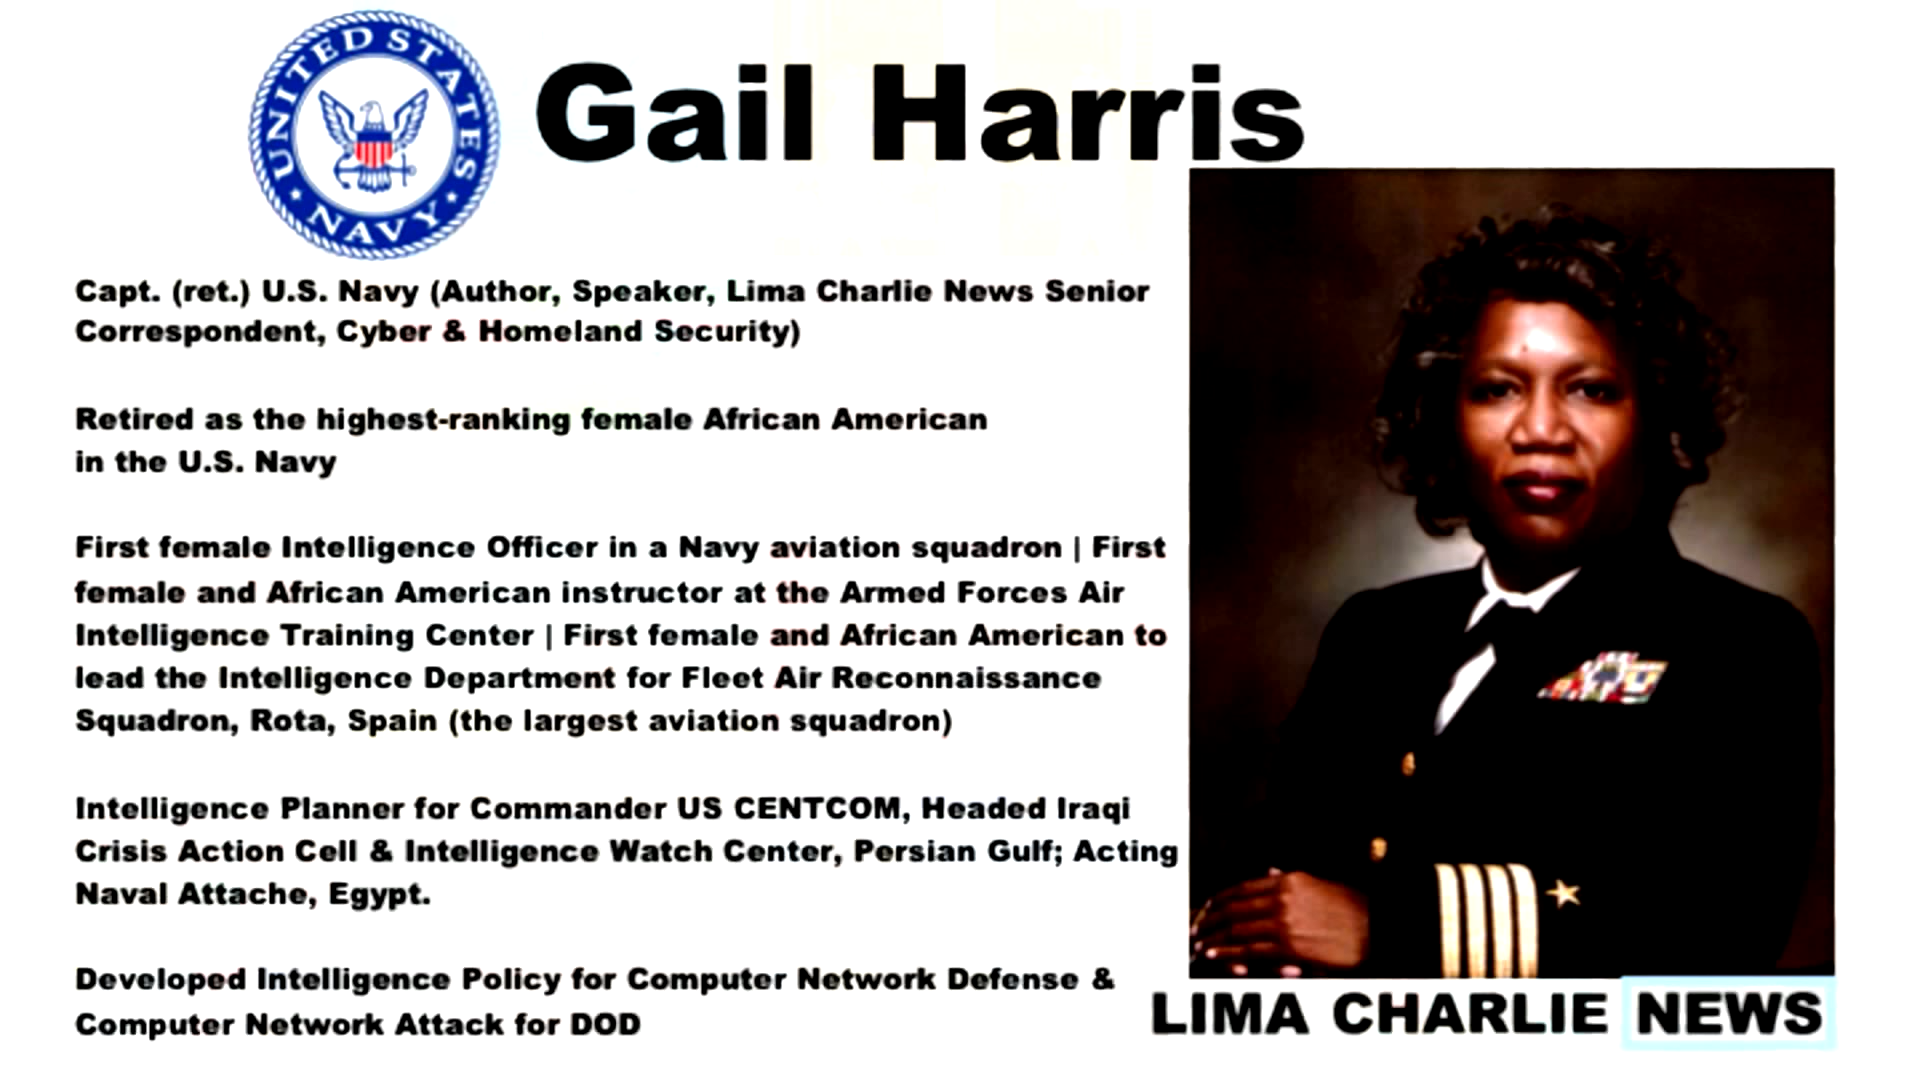 UNITED STATES NAVY
Gail Harris
Capt. (ret.) U.S. Navy (Author, Speaker, Lima Charlie News Senior
Correspondent, Cyber & Homeland Security)
Retired as the highest-ranking female African American
in the U.S. Navy
First female Intelligence Officer in a Navy aviation squadron | First
female and African American instructor at the Armed Forces Air
Intelligence Training Center | First female and African American to
lead the Intelligence Department for Fleet Air Reconnaissance
Squadron, Rota, Spain (the largest aviation squadron)
Intelligence Planner for Commander US CENTCOM, Headed Iraqi
Crisis Action Cell & Intelligence Watch Center, Persian Gulf; Acting
Naval Attache, Egypt.
Developed Intelligence Policy for Computer Network Defense &
Computer Network Attack for DOD
LIMA CHARLIE NEWS